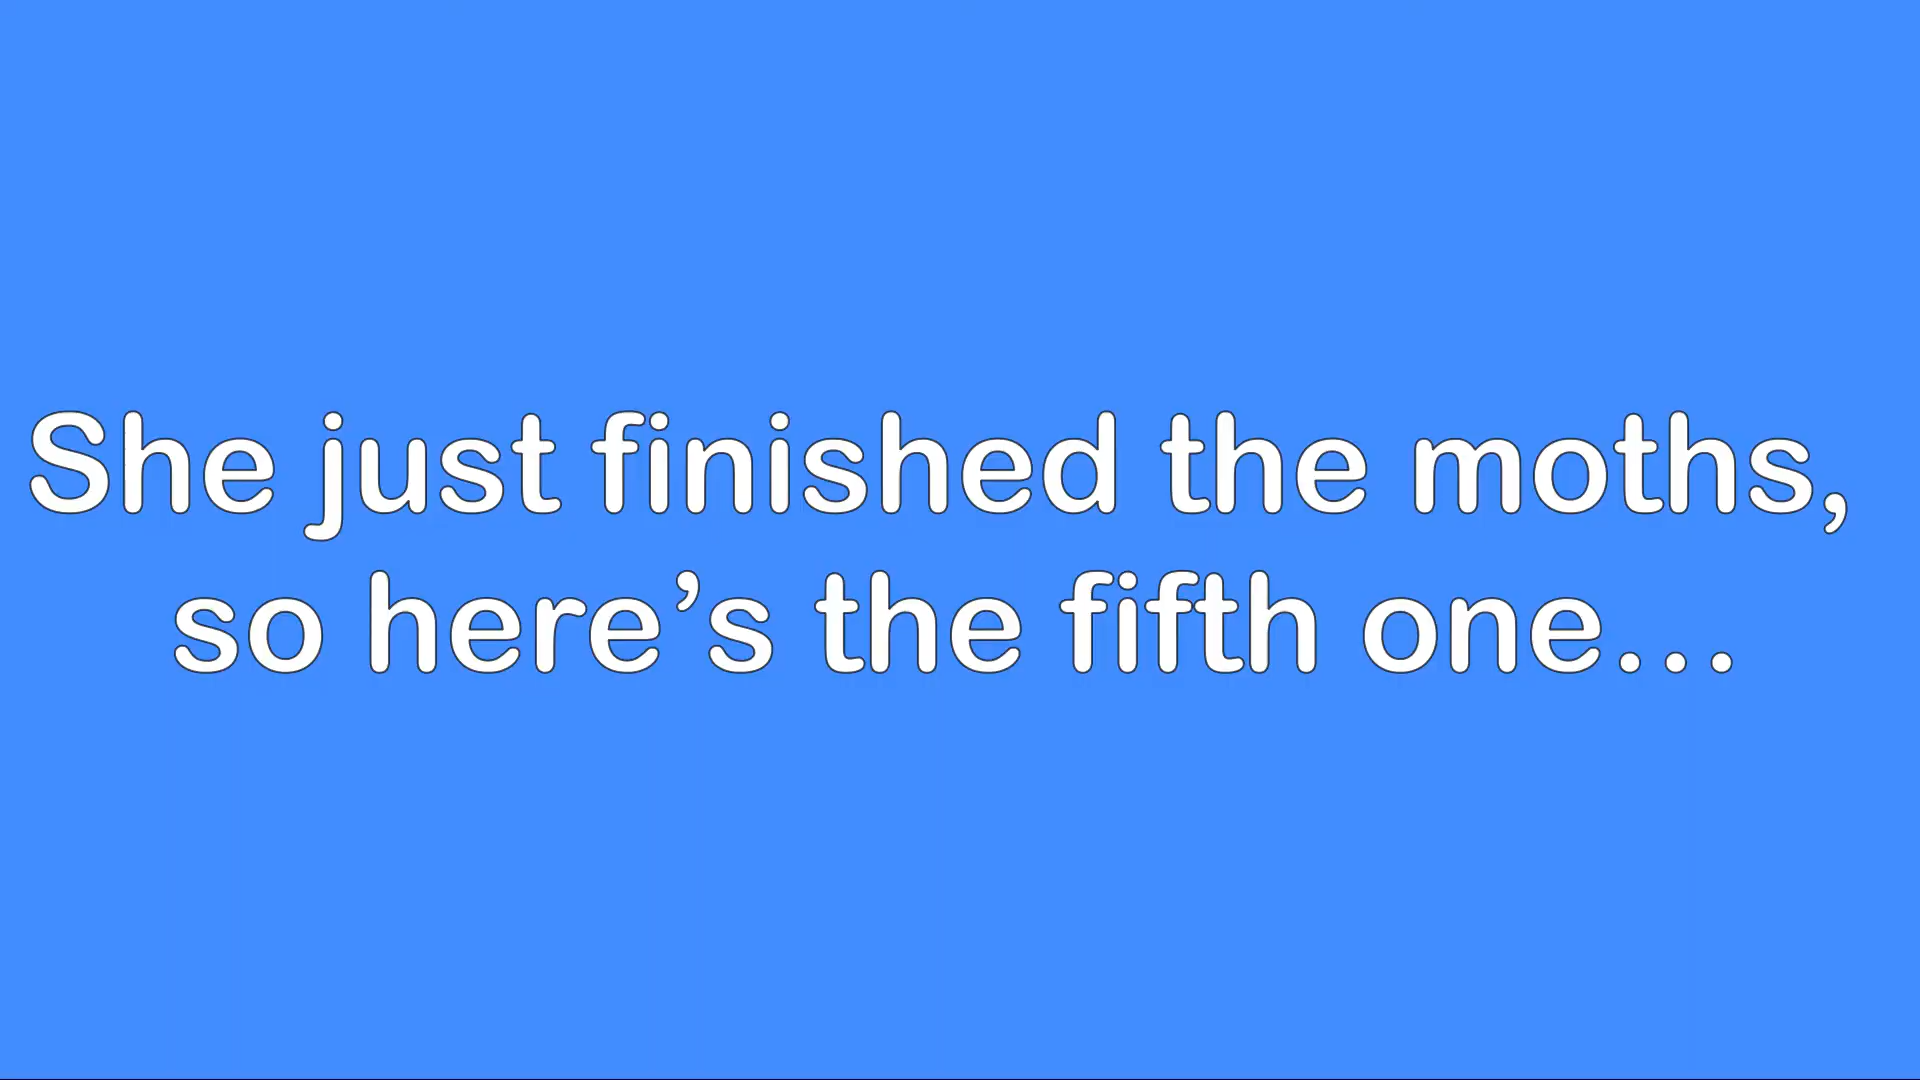 She just finished the moths,
so here’s the fifth one...